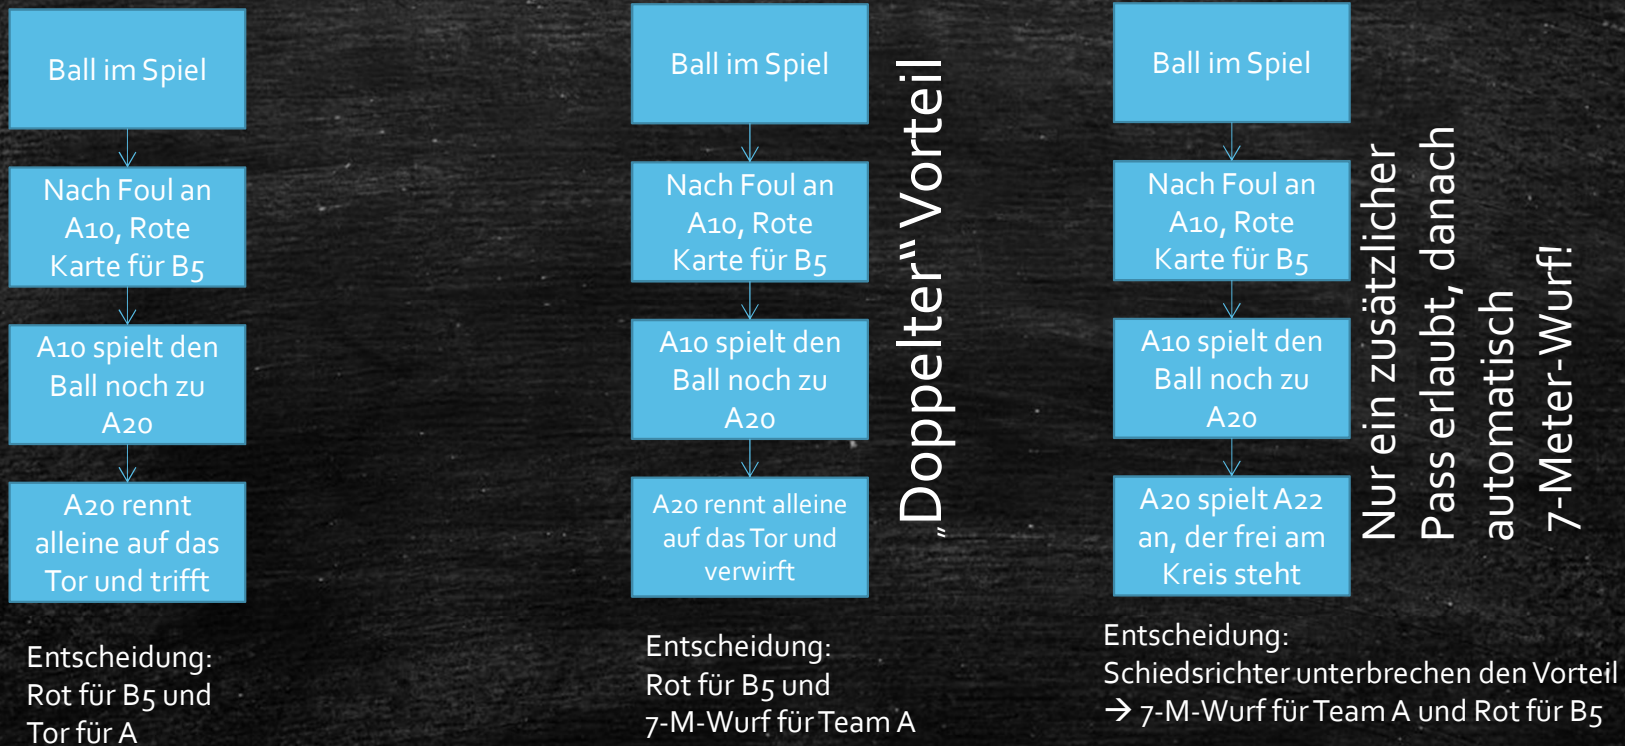 Ball im Spiel
Nach Foul an
A10, Rote
Karte für B5
A10 spielt den
Ball noch zu
A20
A20 rennt
alleine auf das
Tor und trifft
Entscheidung:
Rot für B5 und
Tor für A
Ball im Spiel
Nach Foul an
A10, Rote
Karte für B5
A10 spielt den
Ball noch zu
A20
A20 rennt alleine
auf das Tor und
verwirft
„Doppelter“ Vorteil
Entscheidung:
Rot für B5 und
7-M-Wurf für Team A
Ball im Spiel
Nach Foul an
A10, Rote
Karte für B5
A10 spielt den
Ball noch zu
A20
A20 spielt A22
an, der frei am
Kreis steht
Nur ein zusätzlicher
Pass erlaubt, danach
automatisch
7-Meter-Wurf!
Entscheidung:
Schiedsrichter unterbrechen den Vorteil
→ 7-M-Wurf für Team A und Rot für B5